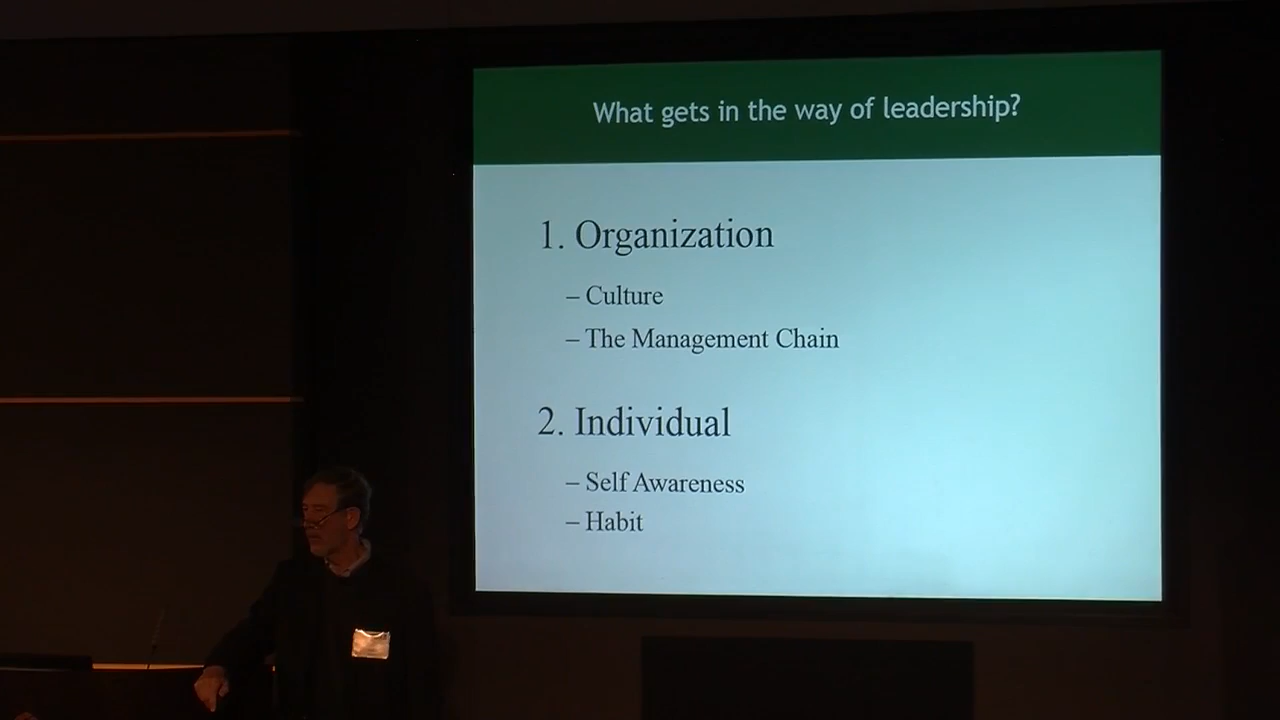 What gets in the way of leadership?
1. Organization
– Culture
– The Management Chain
2. Individual
– Self Awareness
– Habit